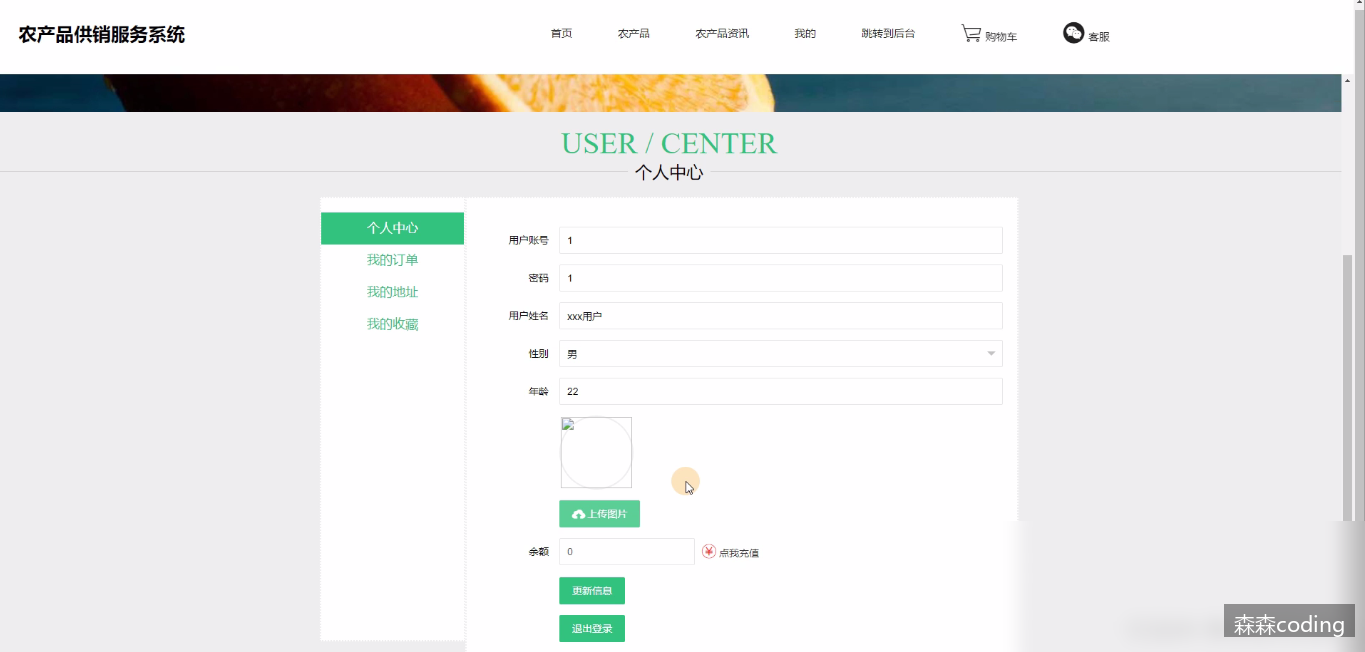 农产品供销服务系统
首页 农产品 农产品资讯 我的 跳转到后台 购物车 客服
USER / CENTER
个人中心
个人中心
我的订单
我的地址
我的收藏
用户账号 1
密码 1
用户姓名 xxx用户
性别 男
年龄 22
上传图片
余额 0 点我充值
更新信息
退出登录
森森coding